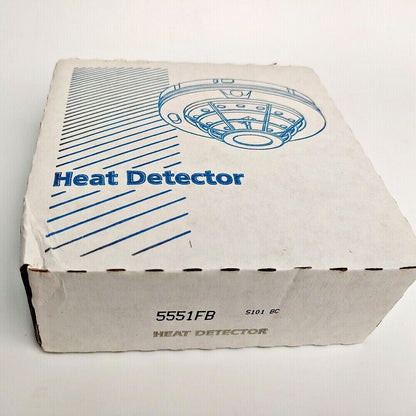 Heat Detector
5551FB 5101 BC
HEAT DETECTOR